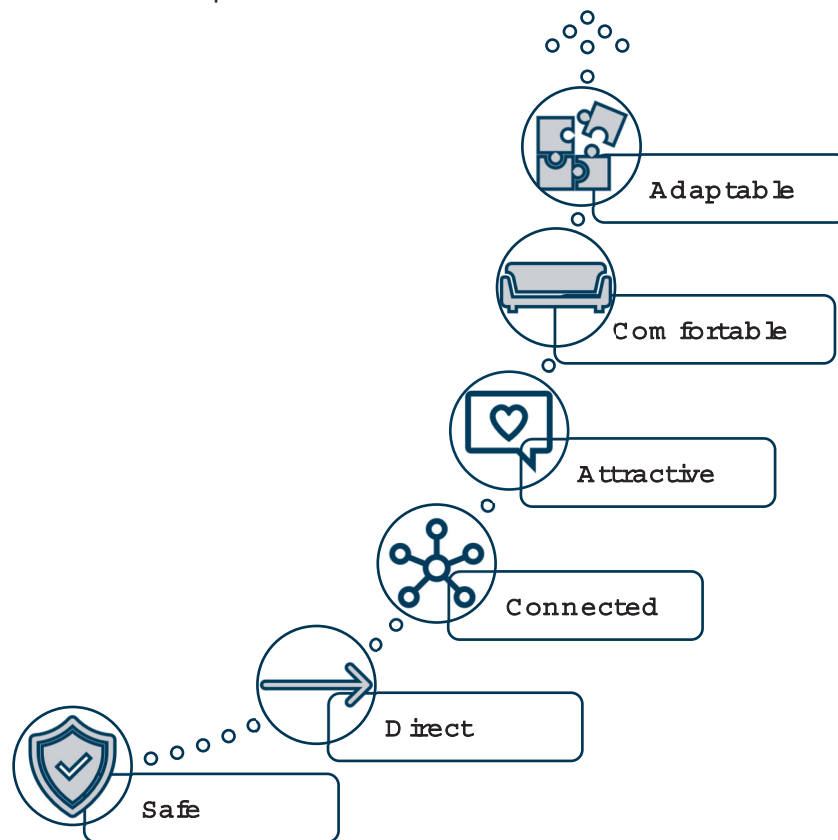 Adaptable
Comfortable
Attractive
Connected
Direct
Safe